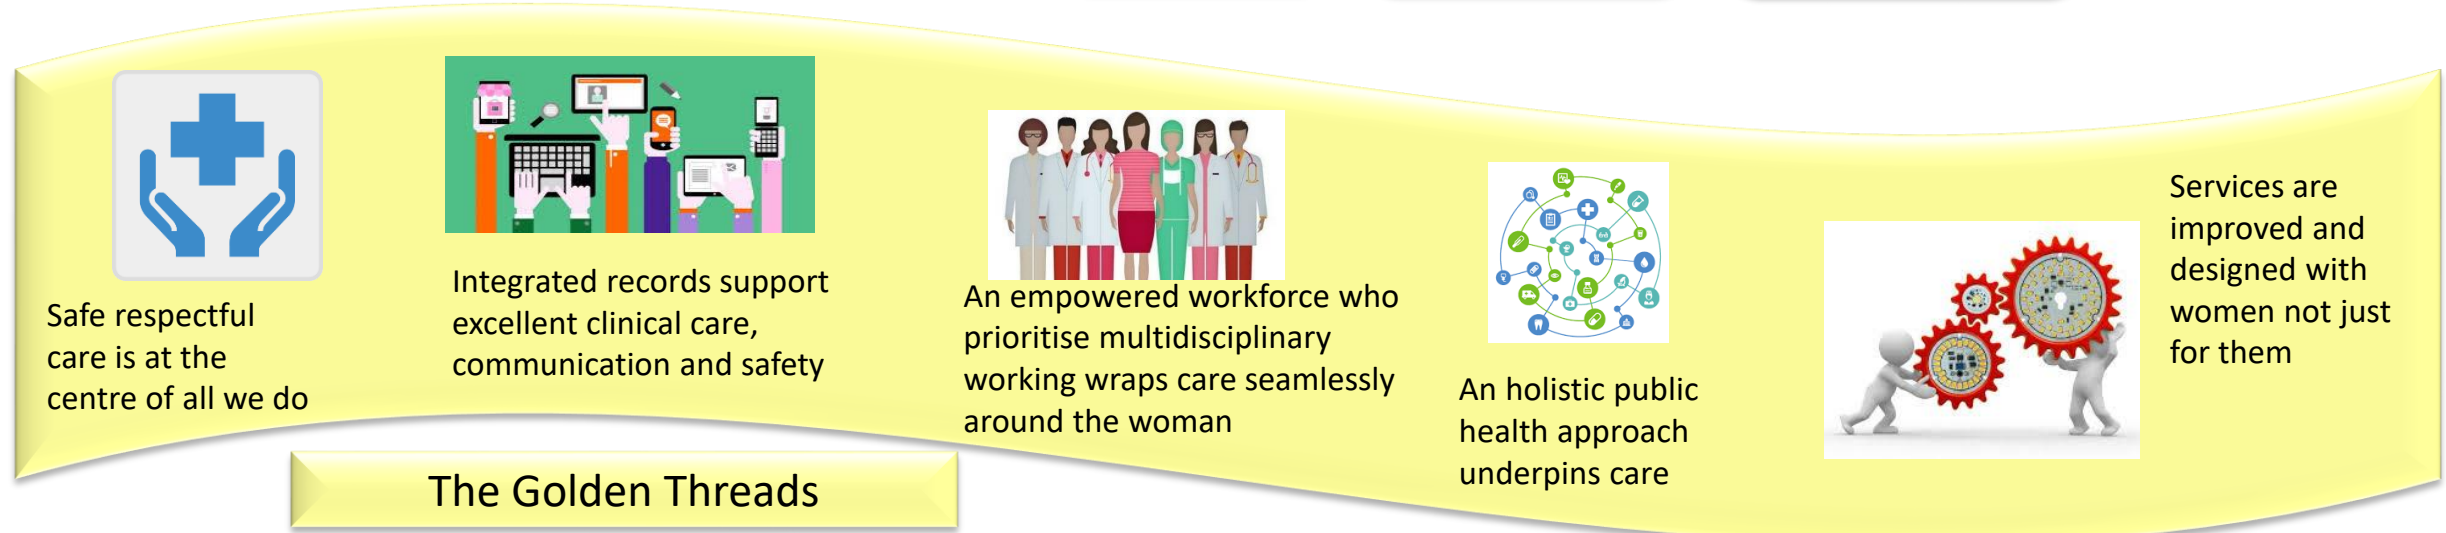 Safe respectful
care is at the
centre of all we do
Integrated records support
excellent clinical care,
communication and safety
An empowered workforce who
prioritise multidisciplinary
working wraps care seamlessly
around the woman
An holistic public
health approach
underpins care
Services are
improved and
designed with
women not just
for them
The Golden Threads